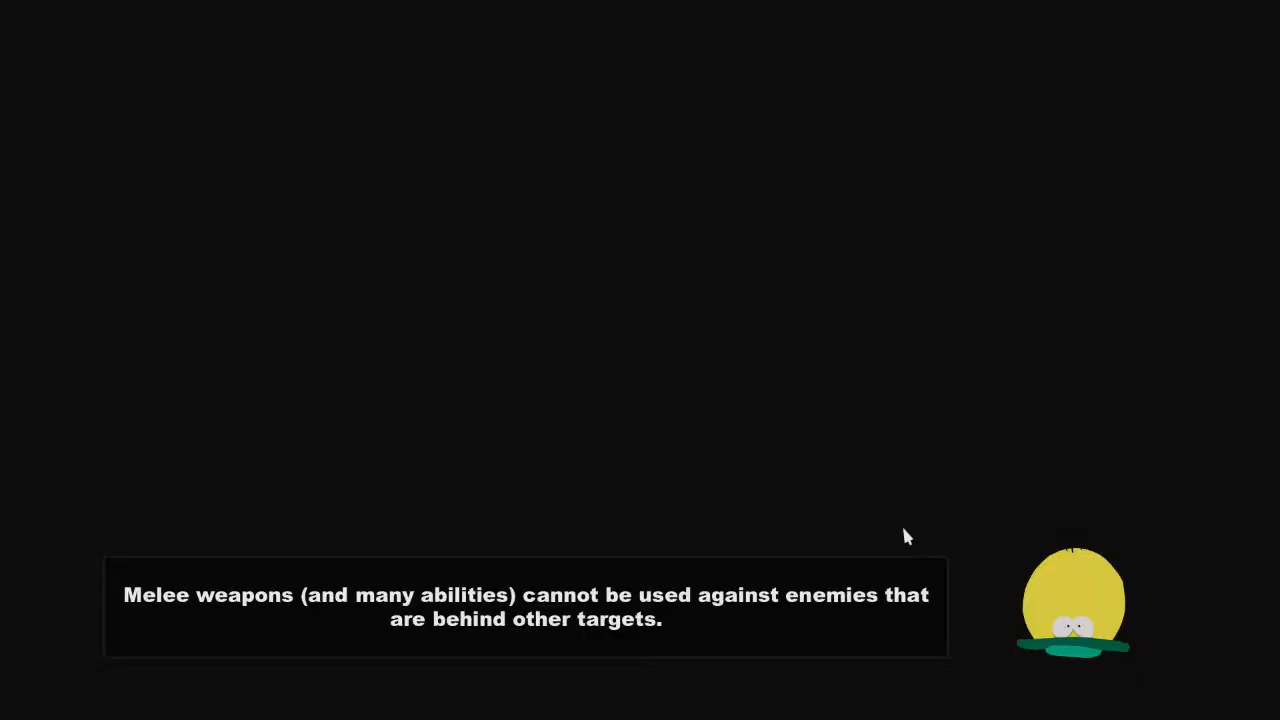 Melee weapons (and many abilities) cannot be used against enemies that
are behind other targets.